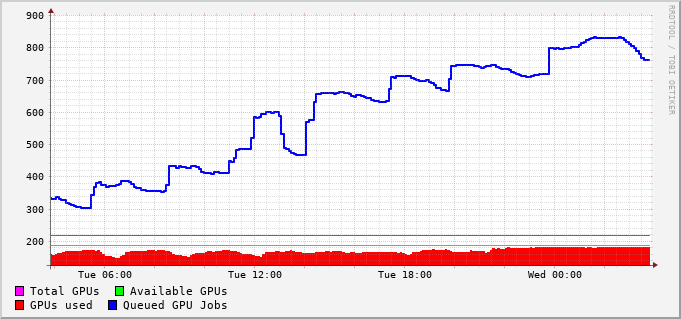 900
800
700
600
500
400
300
200
Tue 06:00 Tue 12:00 Tue 18:00 Wed 00:00
Total GPUs Available GPUs
GPUs used Queued GPU Jobs
RRDTOOL / TOBI OETIKER